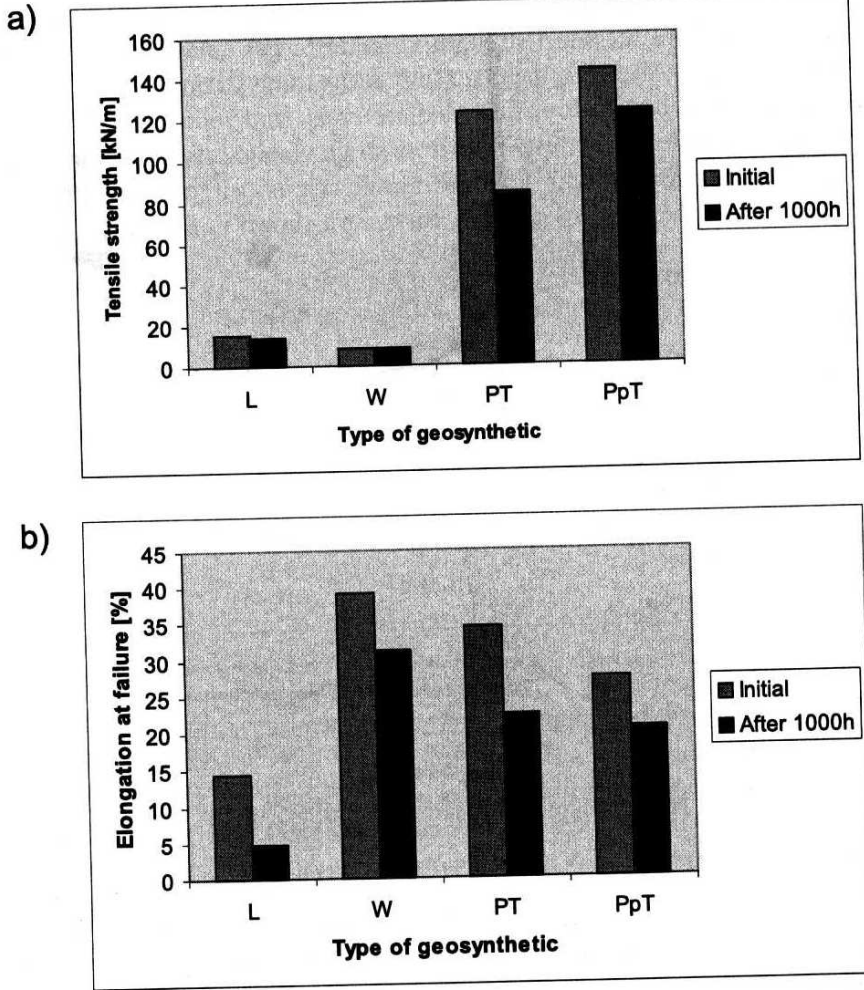 a)
160
140
120
100
80
60
40
20
0
Tensile strength [kN/m]
L W PT PpT
Type of geosynthetic
Initial
After 1000h
b)
45
40
35
30
25
20
15
10
5
0
Elongation at failure [%]
L W PT PpT
Type of geosynthetic
Initial
After 1000h